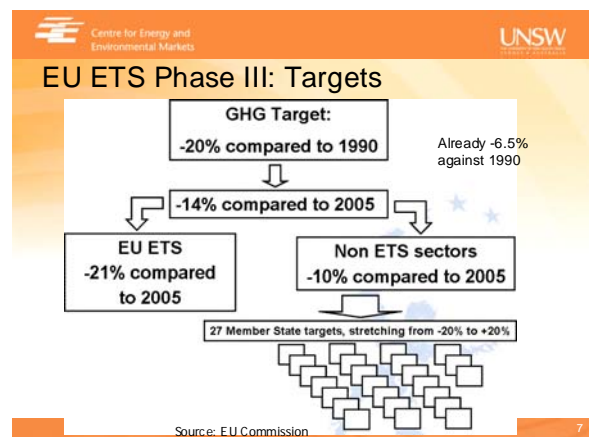 Centre for Energy and
Environmental Markets
UNSW
EU ETS Phase III: Targets
GHG Target:
-20% compared to 1990
Already -6.5%
against 1990
-14% compared to 2005
EU ETS
-21% compared
to 2005
Non ETS sectors
-10% compared to 2005
27 Member State targets, stretching from -20% to +20%
Source: EU Commission
7